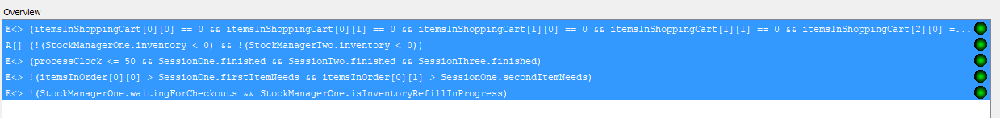 Overview
E<> (itemsInShoppingCart[0][0] == 0 && itemsInShoppingCart[0][1] == 0 && itemsInShoppingCart[1][0] == 0 && itemsInShoppingCart[1][1] == 0 && itemsInShoppingCart[2][0] =...
A[] (!(StockManagerOne.inventory < 0) && !(StockManagerTwo.inventory < 0))
E<> (processClock <= 50 && SessionOne.finished && SessionTwo.finished && SessionThree.finished)
E<> !(itemsInOrder[0][0] > SessionOne.firstItemNeeds && itemsInOrder[0][1] > SessionOne.secondItemNeeds)
E<> !(StockManagerOne.waitingForCheckouts && StockManagerOne.isInventoryRefillInProgress)